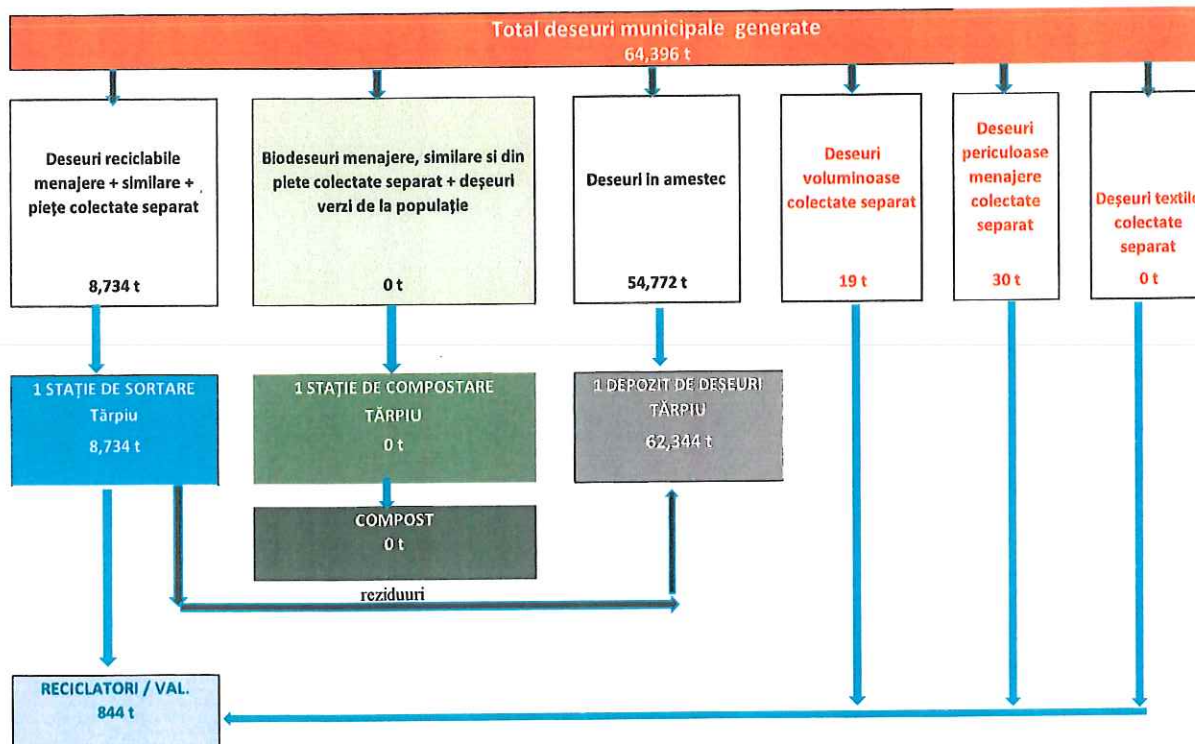 Total deseuri municipale generate
64,396 t
Deseuri reciclabile
menajere + similare +
piețe colectate separat
8,734 t
Biodeseuri menajere, similare si din
piete colectate separat + deșeuri
verzi de la populație
0 t
Deseuri in amestec
54,772 t
Deseuri
voluminoase
colectate separat
19 t
Deseuri
periculoase
menajere
colectate
separat
30 t
Deșeuri textile
colectate
separat
0 t
1 STAȚIE DE SORTARE
Tărpiu
8,734 t
1 STAȚIE DE COMPOSTARE
TĂRPIU
0 t
1 DEPOZIT DE DEȘEURI
TĂRPIU
62,344 t
COMPOST
0 t
reziduuri
RECICLATORI / VAL.
844 t